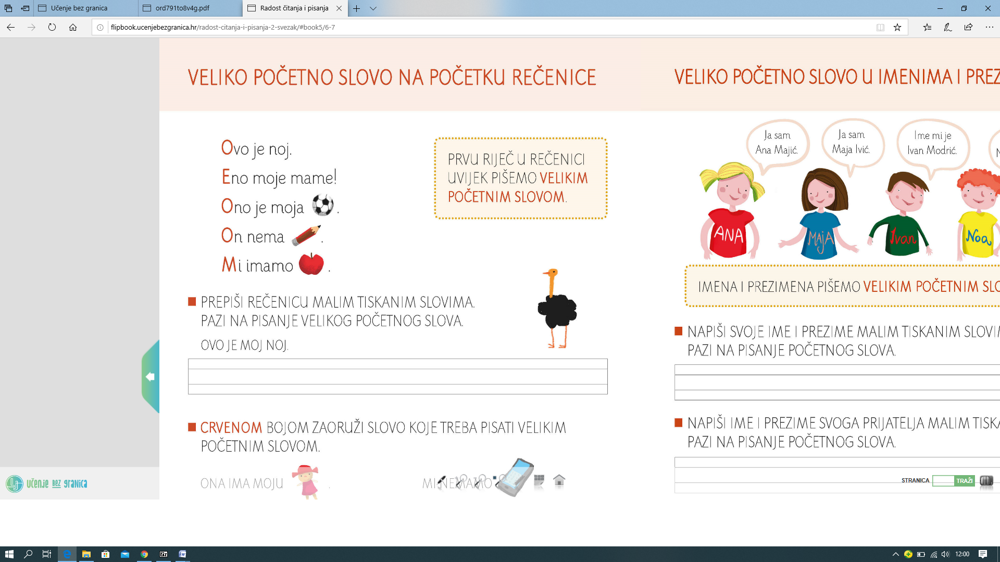 Učenje bez granica
ord791to8v4g.pdf
Radost čitanja i pisanja
flipbook.ucenjebezgranica.hr/radost-citanja-i-pisanja-2-svezak/#book5/6-7
VELIKO POČETNO SLOVO NA POČETKU REČENICE
Ovo je noj.
Eno moje mame!
Ono je moja .
On nema .
Mi imamo .
PRVU RIJEČ U REČENICI
UVIJEK PIŠEMO VELIKIM
POČETNIM SLOVOM.
PREPIŠI REČENICU MALIM TISKANIM SLOVIMA.
PAZI NA PISANJE VELIKOG POČETNOG SLOVA.
OVO JE MOJ NOJ.
CRVENOM BOJOM ZAORUŽI SLOVO KOJE TREBA PISATI VELIKIM
POČETNIM SLOVOM.
ONA IMA MOJU .
MI NEMAMO
VELIKO POČETNO SLOVO U IMENIMA I PREZ
Ja sam
Ana Majić.
Ja sam
Maja Ivić.
Ime mi je
Ivan Modrić.
ANA
MAJA
Ivan
Noa
IMENA I PREZIMENA PIŠEMO VELIKIM POČETNIM SLO
NAPIŠI SVOJE IME I PREZIME MALIM TISKANIM SLOVIM
PAZI NA PISANJE POČETNOG SLOVA.
NAPIŠI IME I PREZIME SVOGA PRIJATELJA MALIM TISKA
PAZI NA PISANJE POČETNOG SLOVA.
učenje bez granica
STRANICA
TRAŽI
12:00